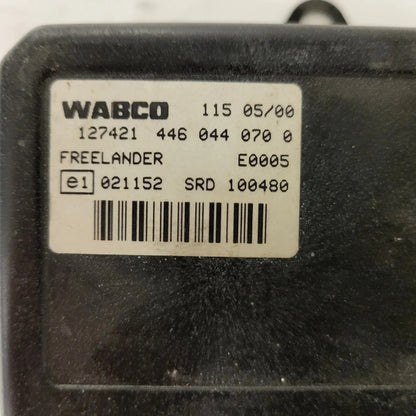 WABCO 115 05/00
127421 446 044 070 0
FREELANDER E0005
e1 021152 SRD 100480